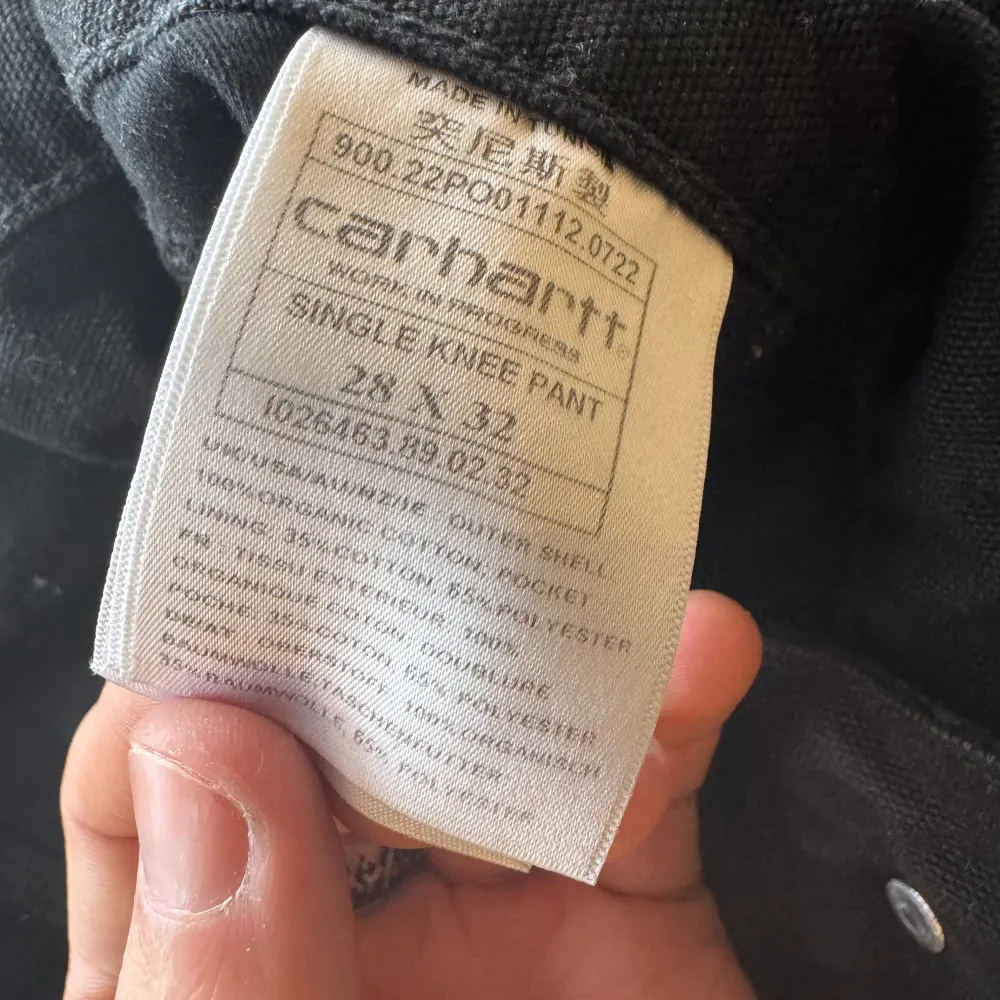 MADE IN TUNISIA
突尼斯製
900.22PO01112.0722
carhartt
WORK IN PROGRESS
SINGLE KNEE PANT
28 X 32
I026463.89.02.32
UK/USA/AU/NZ/IE OUTER SHELL
100% ORGANIC COTTON, POCKET
LINING, 35% COTTON, 65% POLYESTER
FR : TISSU EXTERIEUR, 100%
ORGANIQUE COTON, DOUBLURE
POCHE, 35% COTON, 65% POLYESTER
OBERSTOFF, 100% ORGANISCH
BAUMWOLLE, TASCHENFUTTER,
35% BAUMWOLLE, 65% POLYESTER